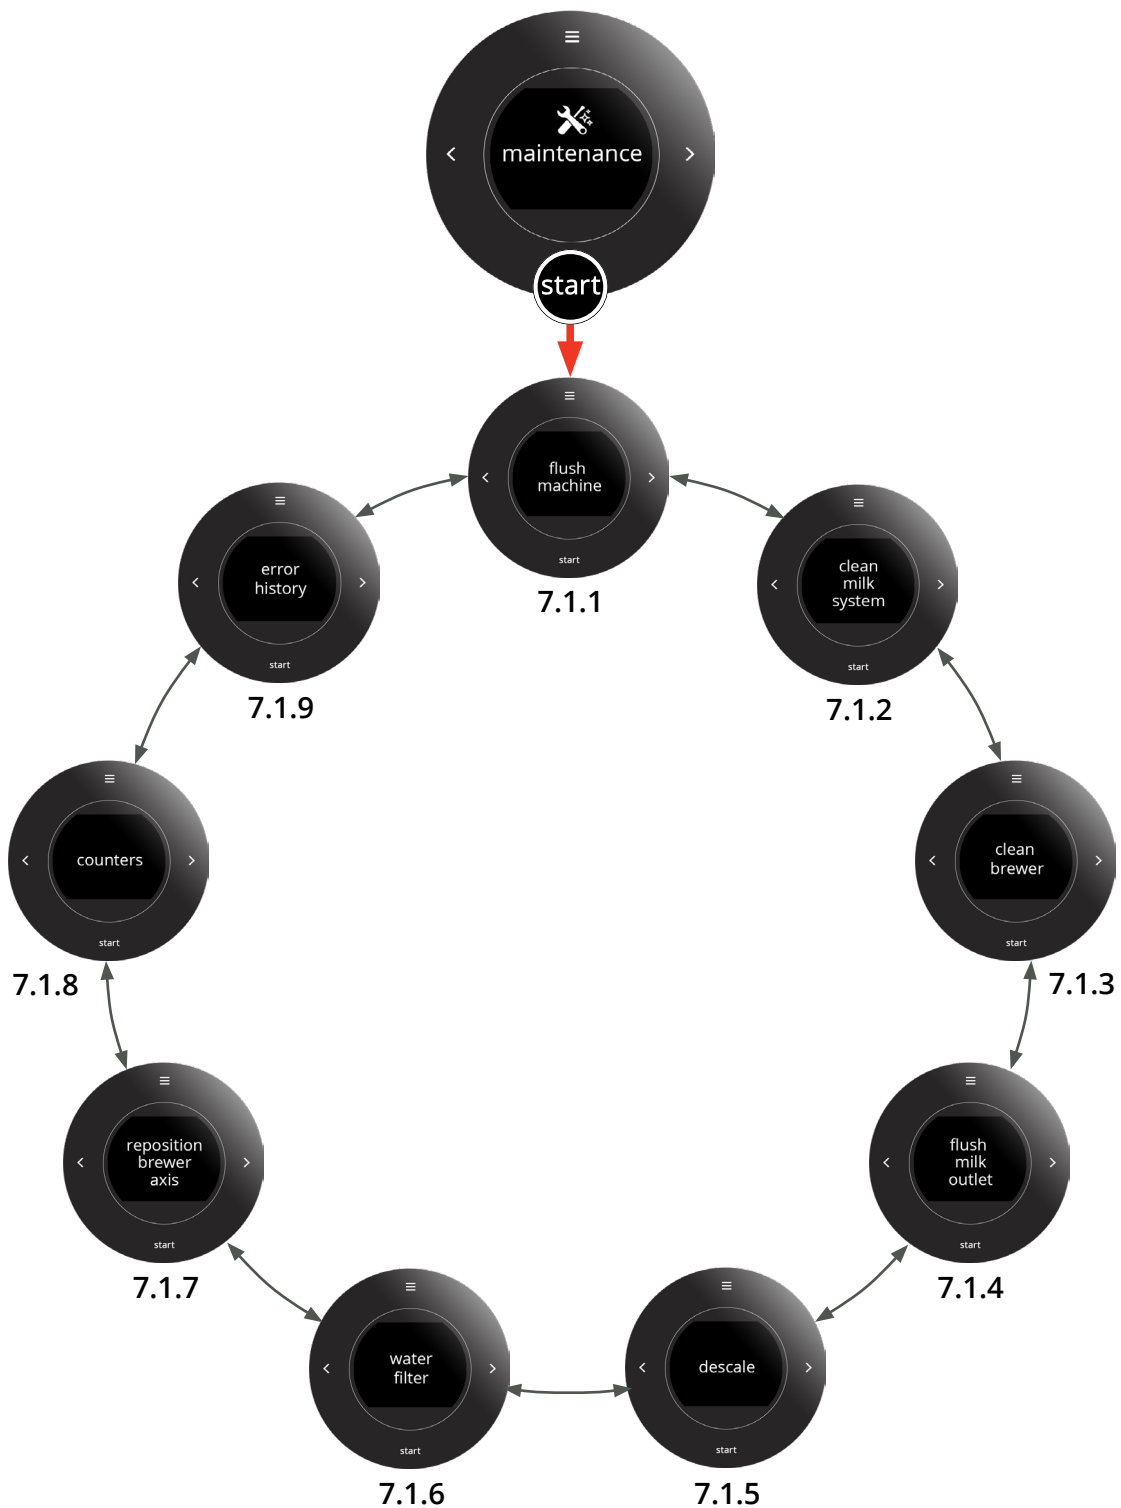 maintenance
start
flush
machine
start
7.1.1
clean
milk
system
start
7.1.2
clean
brewer
start
7.1.3
flush
milk
outlet
start
7.1.4
descale
start
7.1.5
water
filter
start
7.1.6
reposition
brewer
axis
start
7.1.7
counters
start
7.1.8
error
history
start
7.1.9